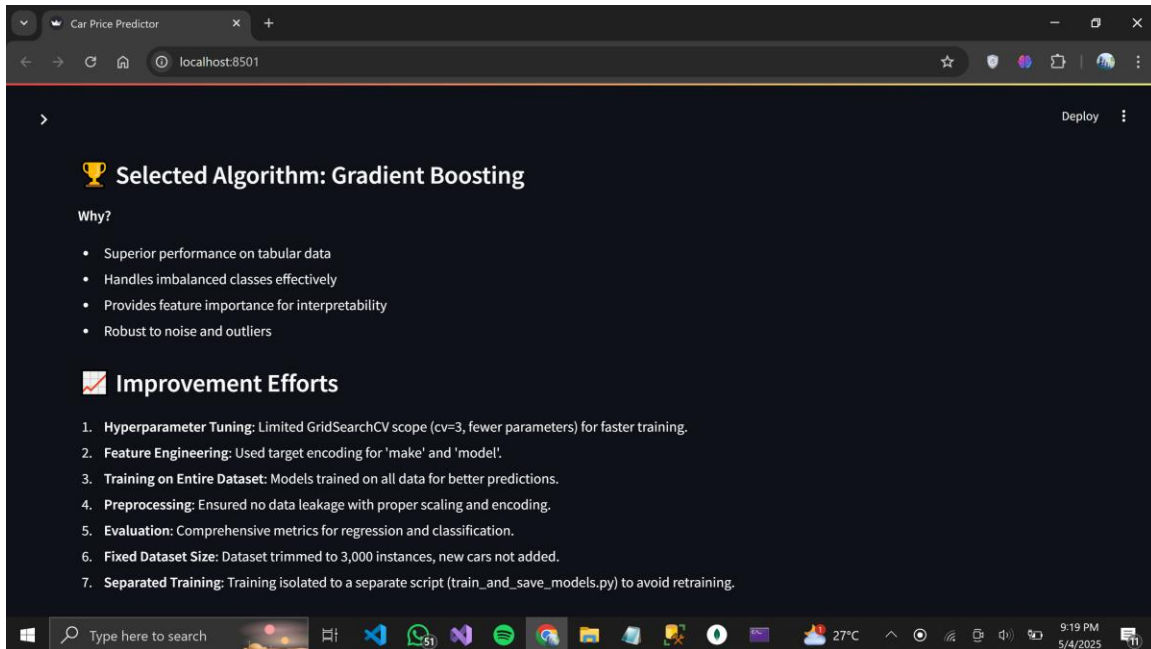 Car Price Predictor
localhost:8501
Deploy
Selected Algorithm: Gradient Boosting
Why?
Superior performance on tabular data
Handles imbalanced classes effectively
Provides feature importance for interpretability
Robust to noise and outliers
Improvement Efforts
1. Hyperparameter Tuning: Limited GridSearchCV scope (cv=3, fewer parameters) for faster training.
2. Feature Engineering: Used target encoding for 'make' and 'model'.
3. Training on Entire Dataset: Models trained on all data for better predictions.
4. Preprocessing: Ensured no data leakage with proper scaling and encoding.
5. Evaluation: Comprehensive metrics for regression and classification.
6. Fixed Dataset Size: Dataset trimmed to 3,000 instances, new cars not added.
7. Separated Training: Training isolated to a separate script (train_and_save_models.py) to avoid retraining.
Type here to search
51
27°C
9:19 PM
5/4/2025
11